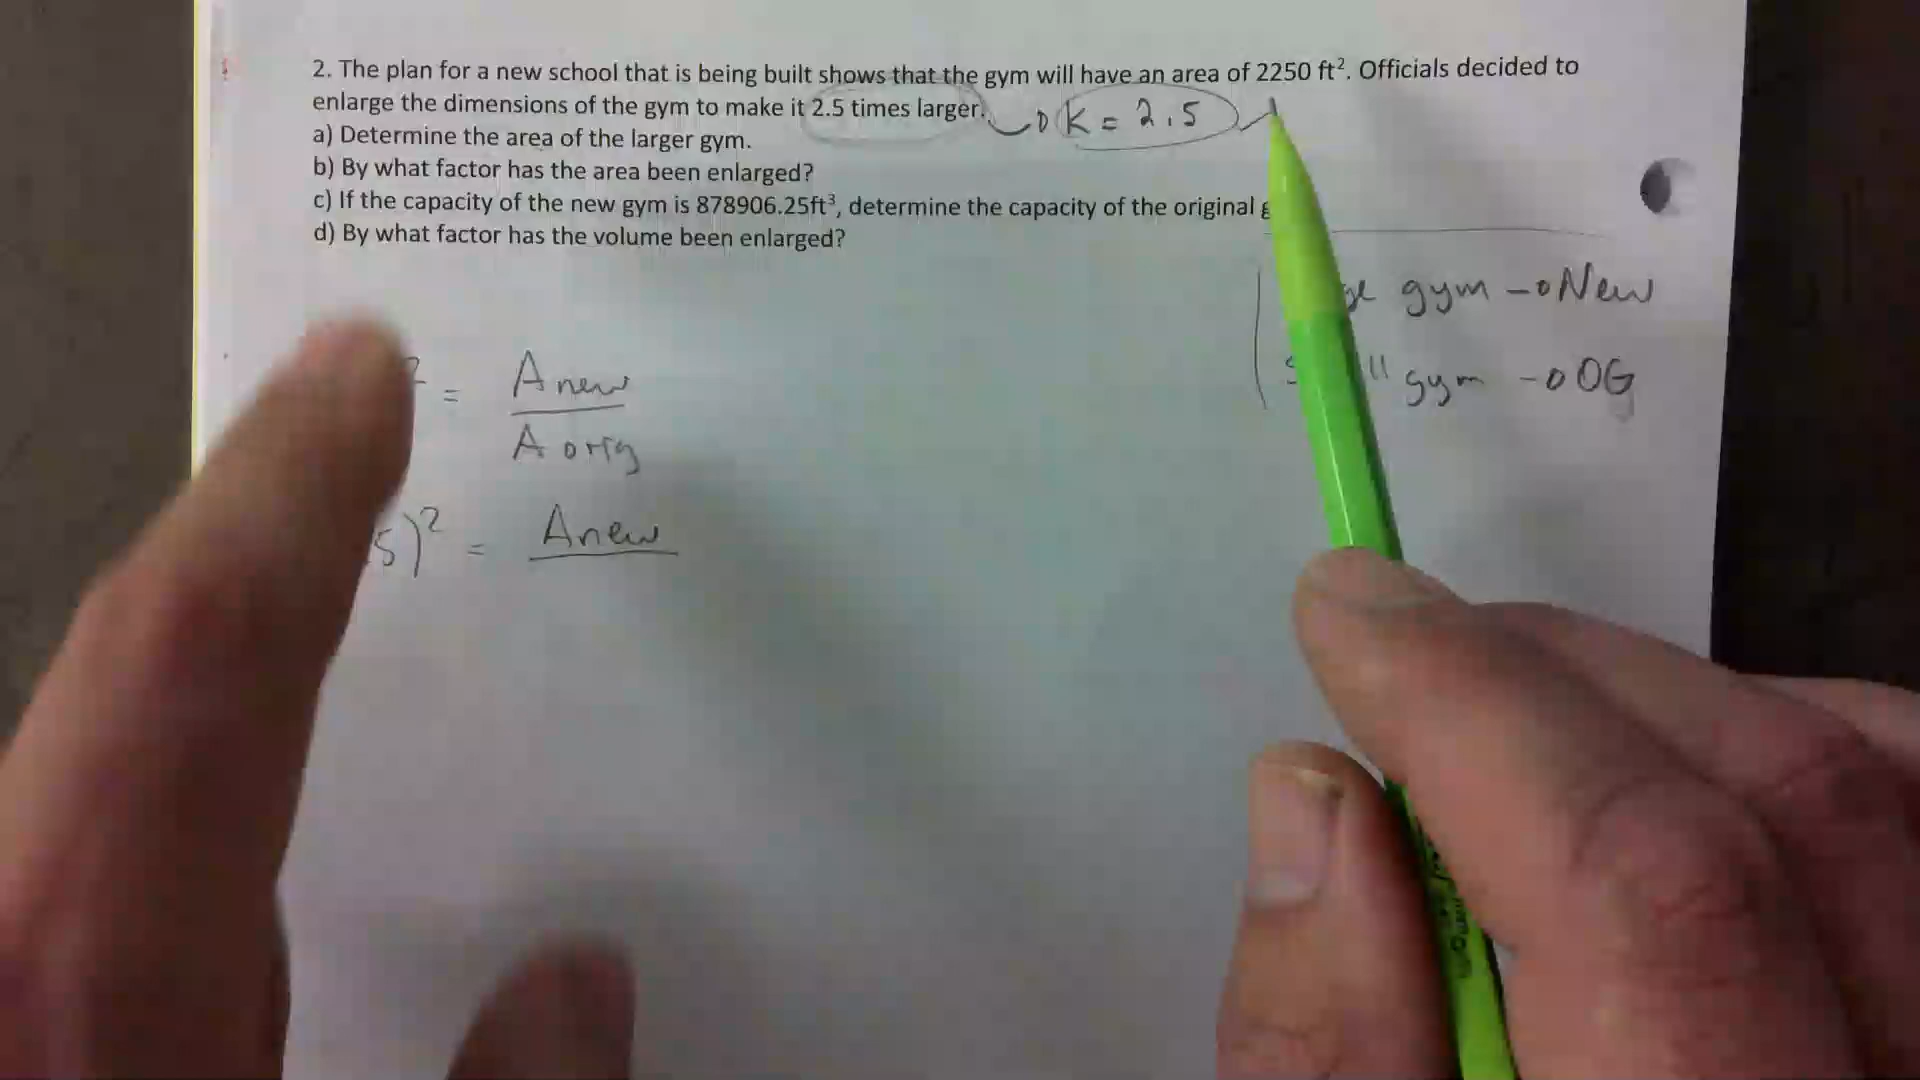 2. The plan for a new school that is being built shows that the gym will have an area of 2250 ft². Officials decided to
enlarge the dimensions of the gym to make it 2.5 times larger.
K = 2.5
a) Determine the area of the larger gym.
b) By what factor has the area been enlarged?
c) If the capacity of the new gym is 878906.25ft³, determine the capacity of the original
d) By what factor has the volume been enlarged?
gym → New
gym → OG
= A new
A orig
5)² = Anew